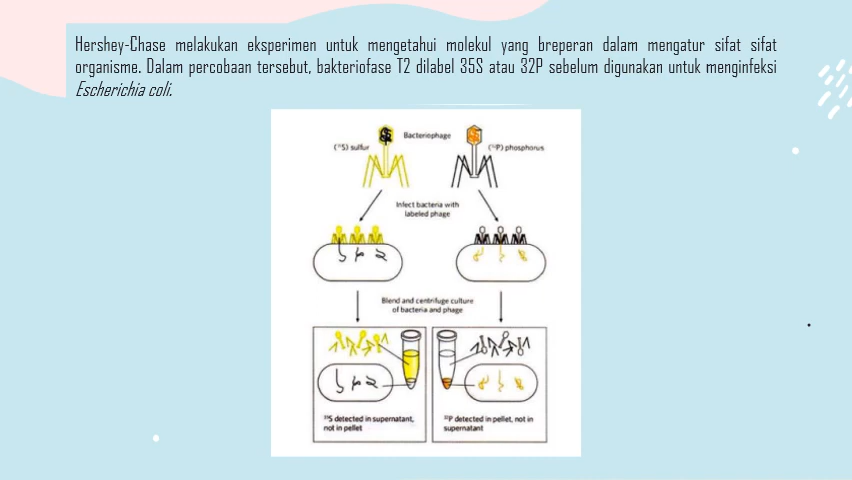 Hershey-Chase melakukan eksperimen untuk mengetahui molekul yang breperan dalam mengatur sifat sifat
organisme. Dalam percobaan tersebut, bakteriofase T2 dilabel 35S atau 32P sebelum digunakan untuk menginfeksi
Escherichia coli.
Bacteriophage
(³⁵S) sulfur
(³²P) phosphorus
Infect bacteria with
labeled phage
Blend and centrifuge culture
of bacteria and phage
³⁵S detected in supernatant,
not in pellet
³²P detected in pellet, not in
supernatant